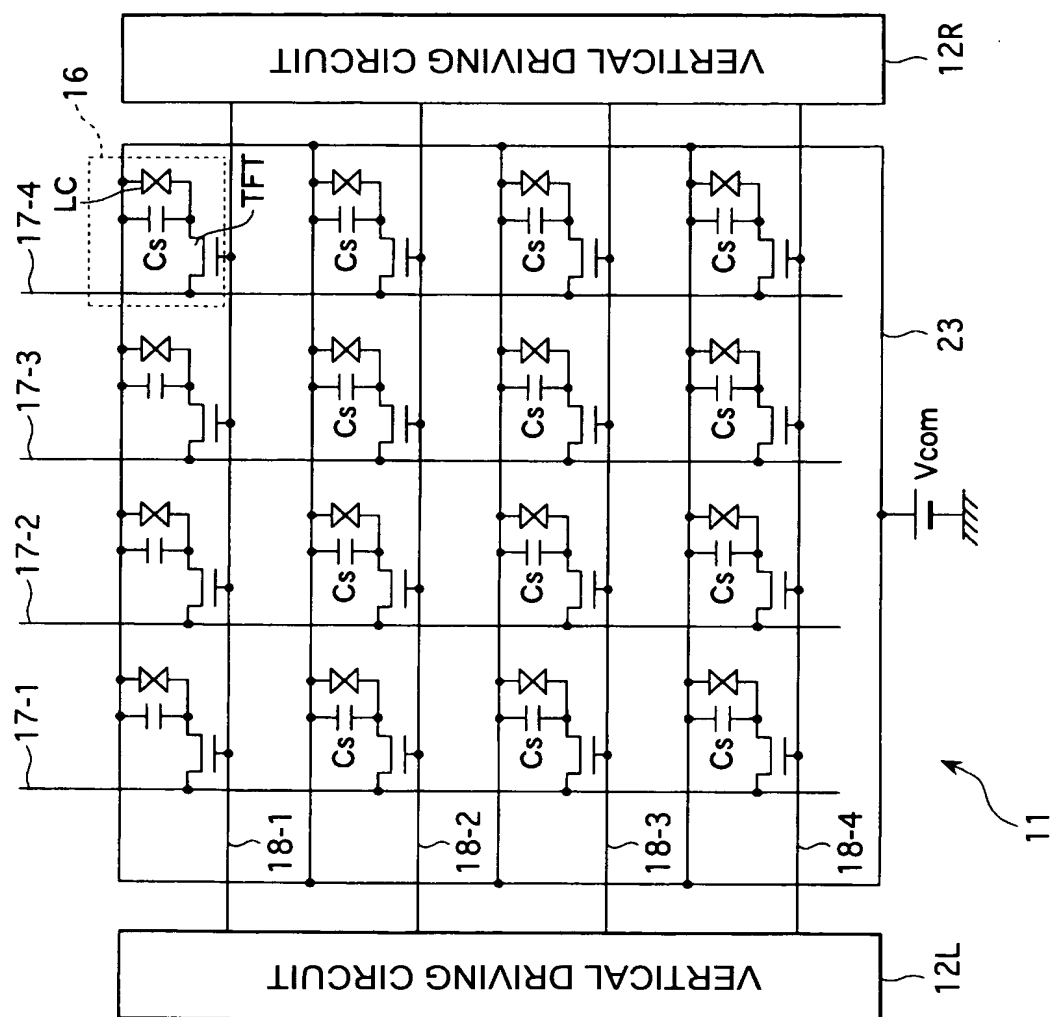 17-1
17-2
17-3
17-4
16
LC
Cs
TFT
18-1
Cs
Cs
Cs
Cs
18-2
Cs
Cs
Cs
Cs
18-3
Cs
Cs
Cs
Cs
18-4
VERTICAL DRIVING CIRCUIT
VERTICAL DRIVING CIRCUIT
12L
12R
23
Vcom
11